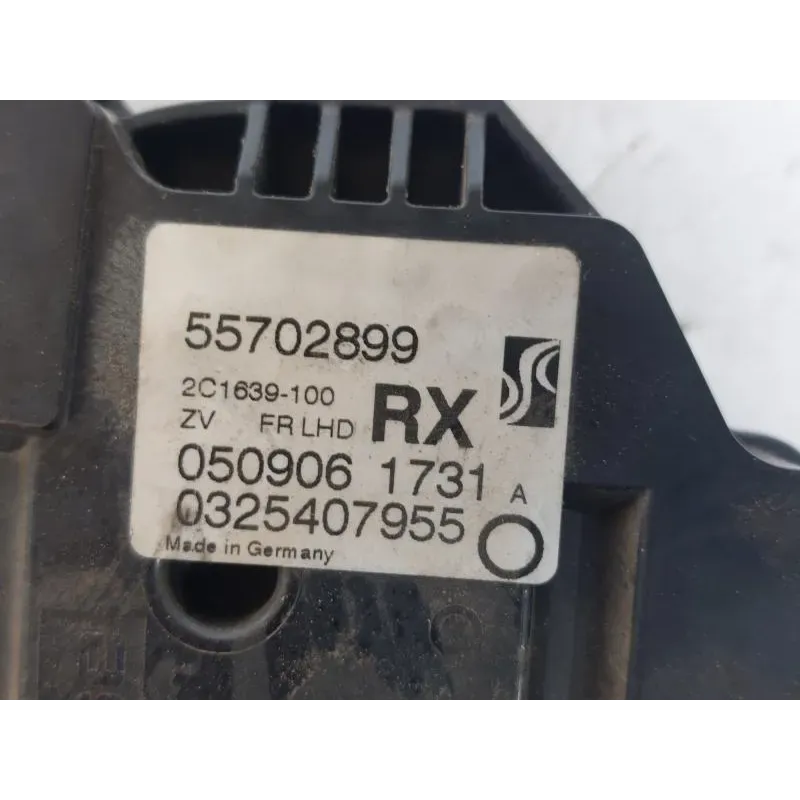 55702899
2C1639-100
ZV FR LHD RX
050906 1731 A
0325407955
Made in Germany